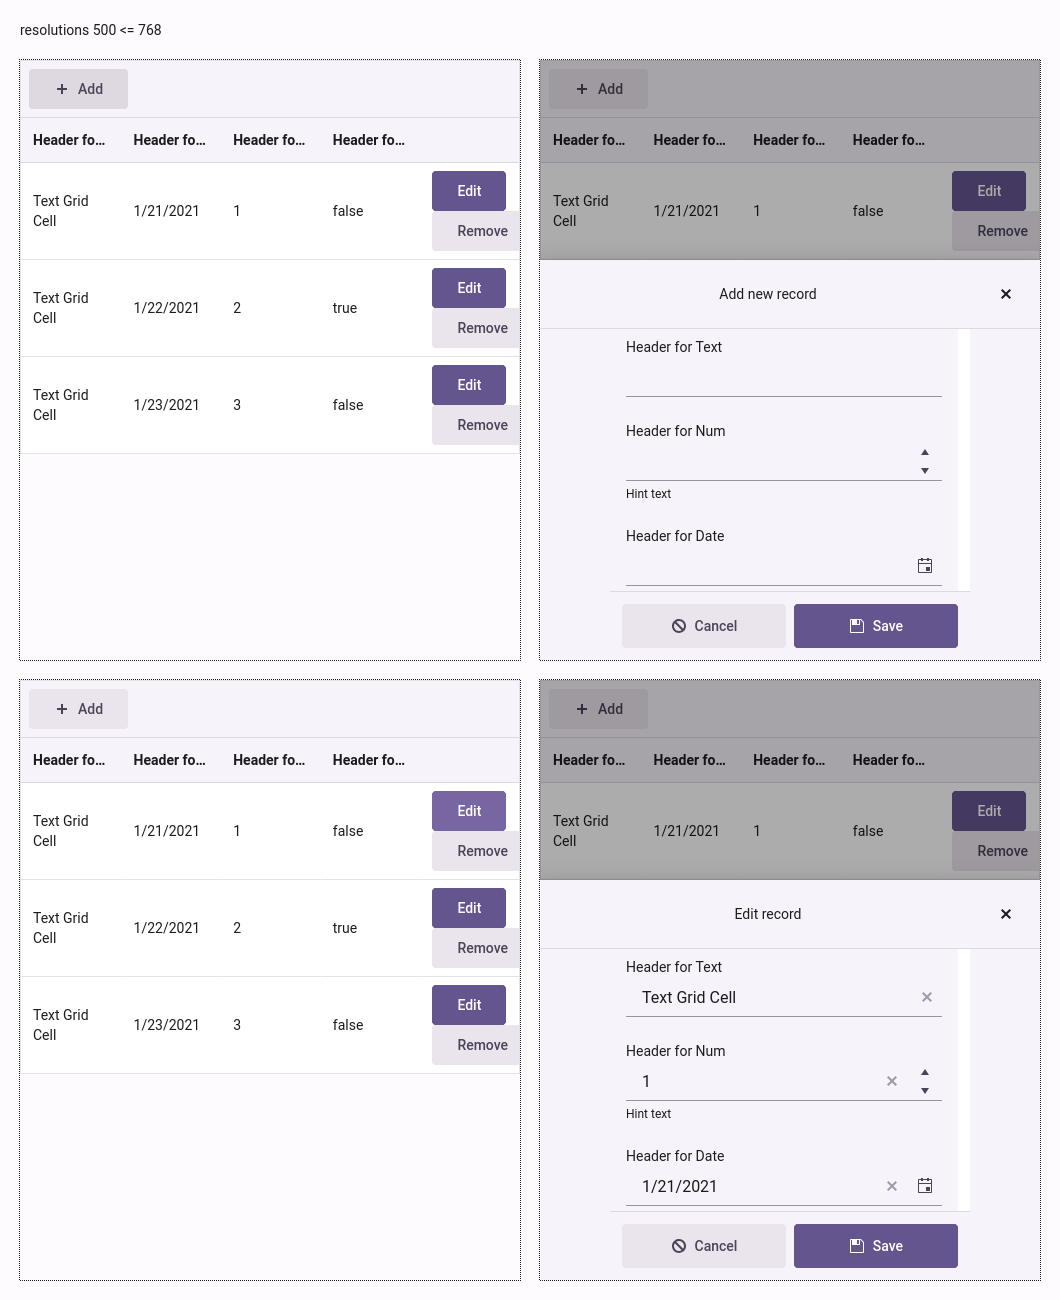 resolutions 500 <= 768
Add
Header fo... Header fo... Header fo... Header fo...
Text Grid Cell 1/21/2021 1 false Edit Remove
Text Grid Cell 1/22/2021 2 true Edit Remove
Text Grid Cell 1/23/2021 3 false Edit Remove
Add
Header fo... Header fo... Header fo... Header fo...
Text Grid Cell 1/21/2021 1 false Edit Remove
Add new record
Header for Text
Header for Num
Hint text
Header for Date
Cancel Save
Add
Header fo... Header fo... Header fo... Header fo...
Text Grid Cell 1/21/2021 1 false Edit Remove
Text Grid Cell 1/22/2021 2 true Edit Remove
Text Grid Cell 1/23/2021 3 false Edit Remove
Add
Header fo... Header fo... Header fo... Header fo...
Text Grid Cell 1/21/2021 1 false Edit Remove
Edit record
Header for Text
Text Grid Cell
Header for Num
1
Hint text
Header for Date
1/21/2021
Cancel Save